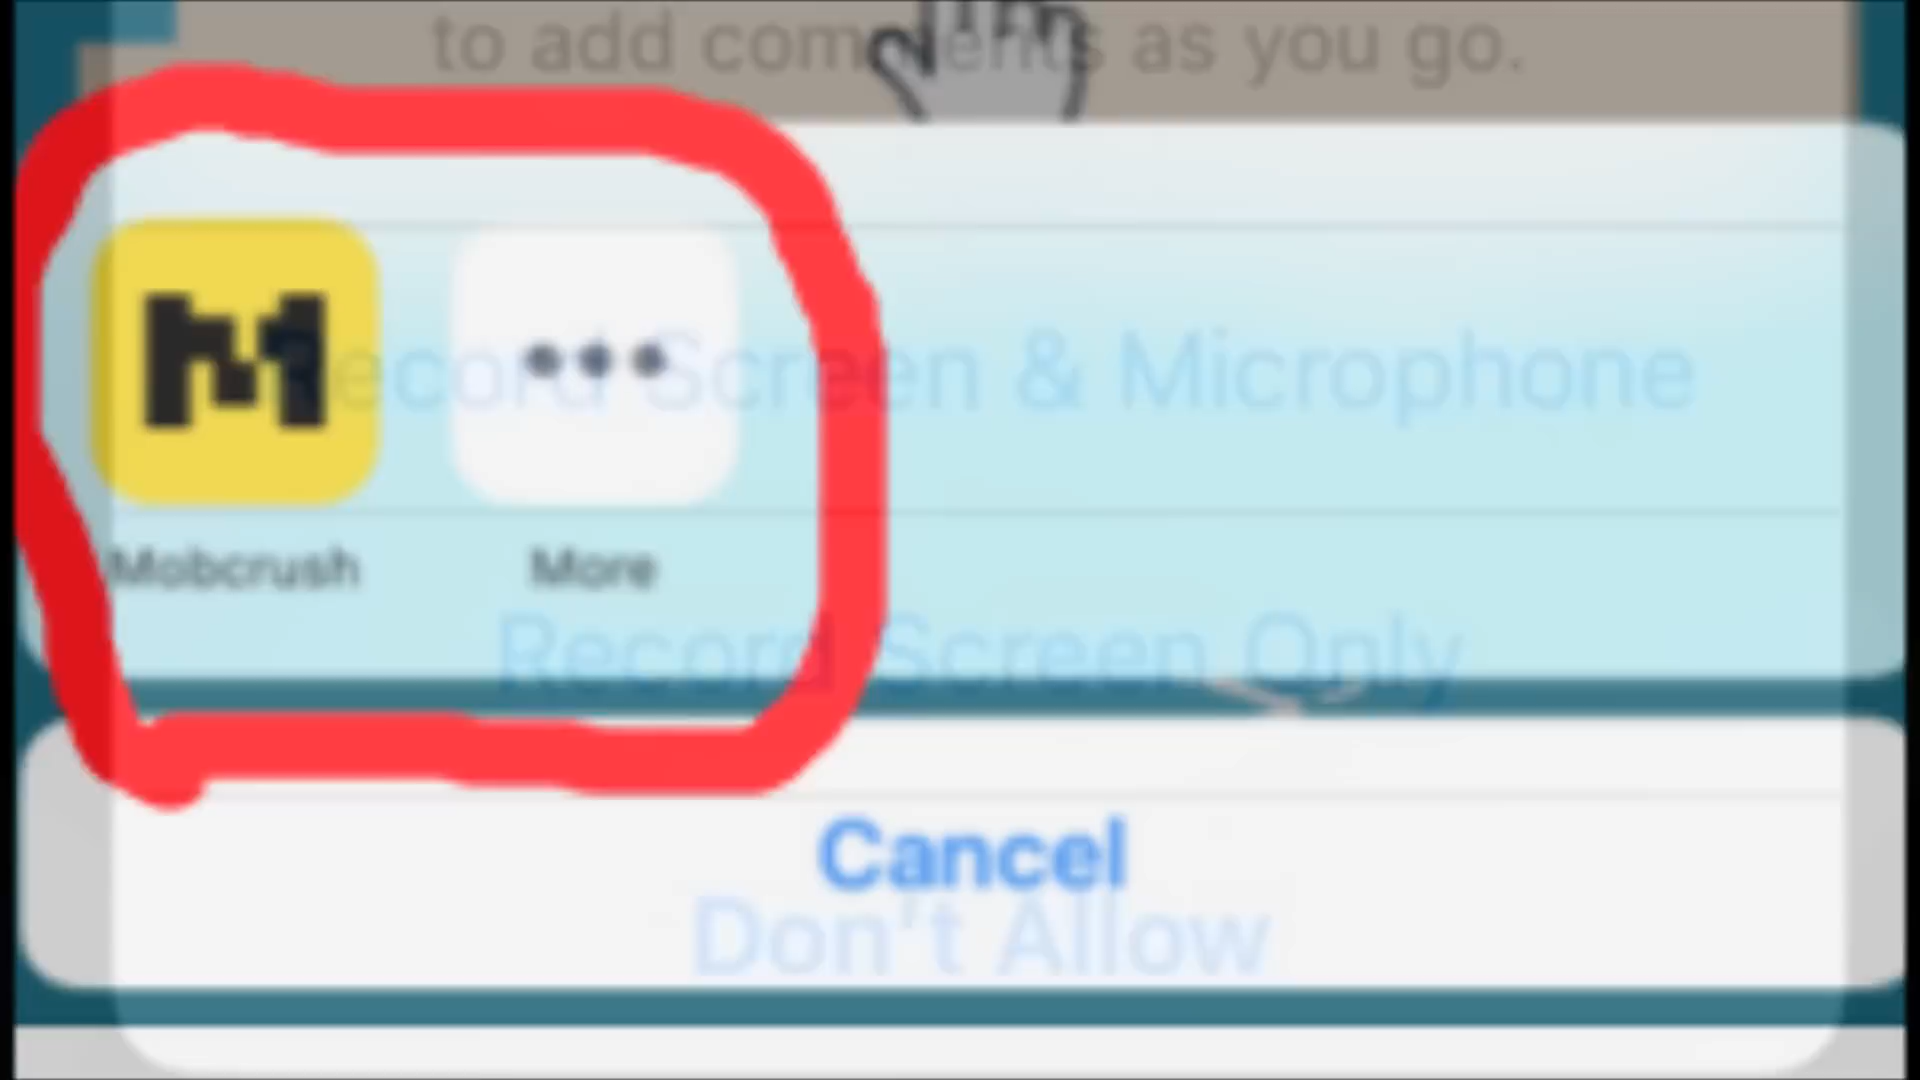 to add comments as you go.
M
Record Screen & Microphone
Mobcrush
More
Record Screen Only
Cancel
Don't Allow